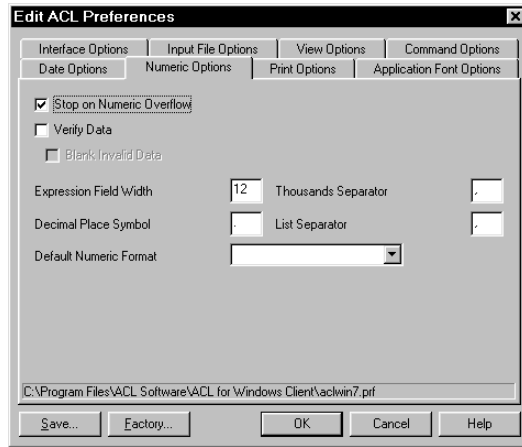 Edit ACL Preferences
Interface Options Input File Options View Options Command Options
Date Options Numeric Options Print Options Application Font Options
Stop on Numeric Overflow
Verify Data
Blank Invalid Data
Expression Field Width 12 Thousands Separator ,
Decimal Place Symbol . List Separator ,
Default Numeric Format
C:\Program Files\ACL Software\ACL for Windows Client\aclwin7.prf
Save... Factory... OK Cancel Help